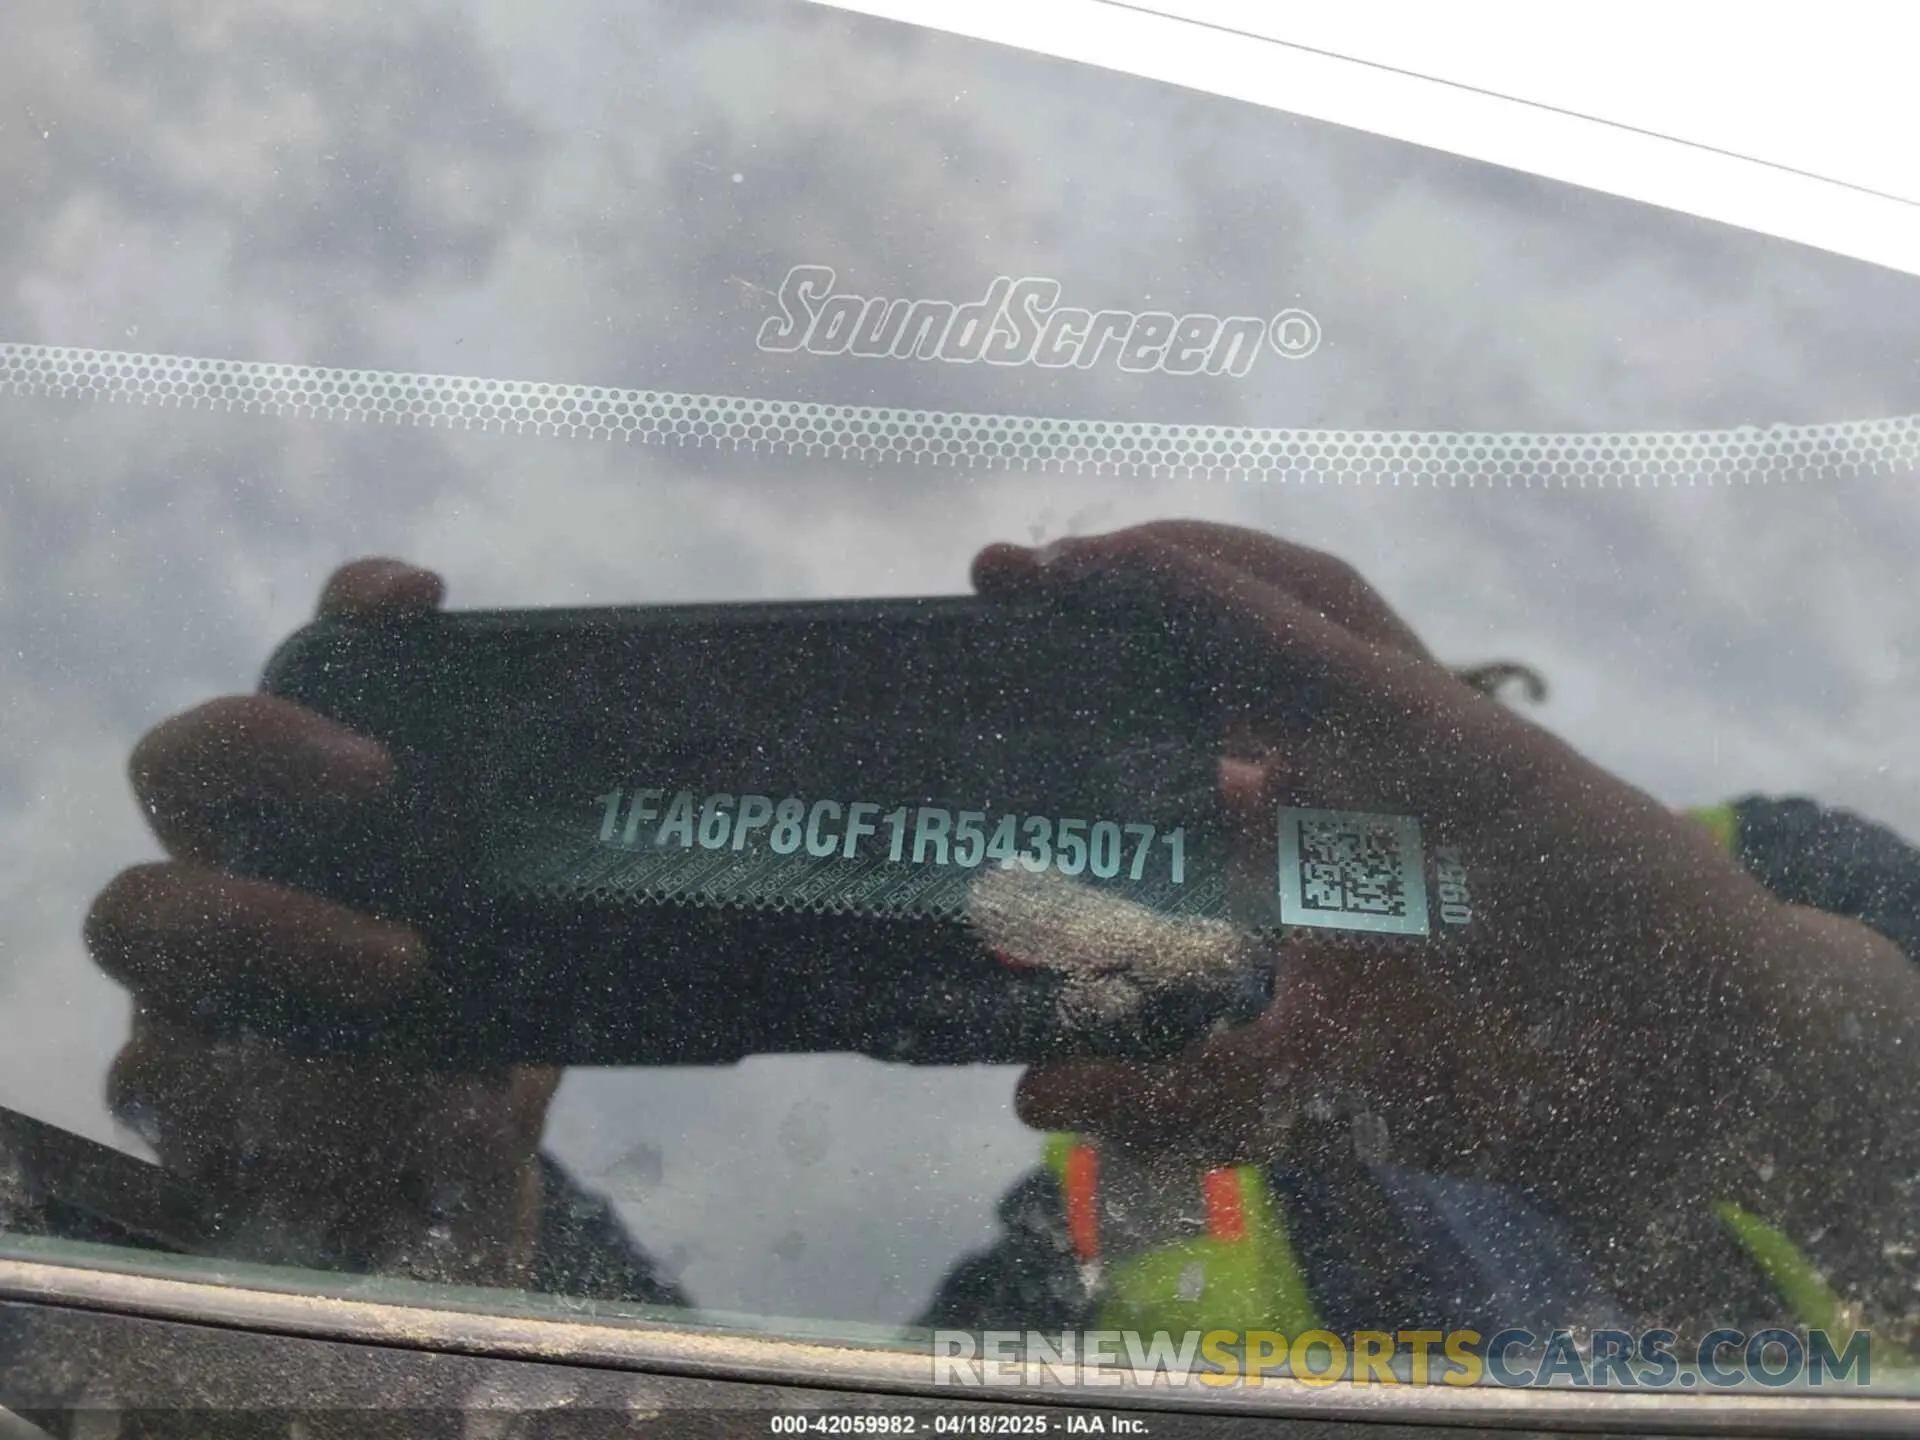 SoundScreen®
1FA6P8CF1R5435071
0954
RENEWSPORTSCARS.COM
000-42059982 - 04/18/2025 - IAA Inc.